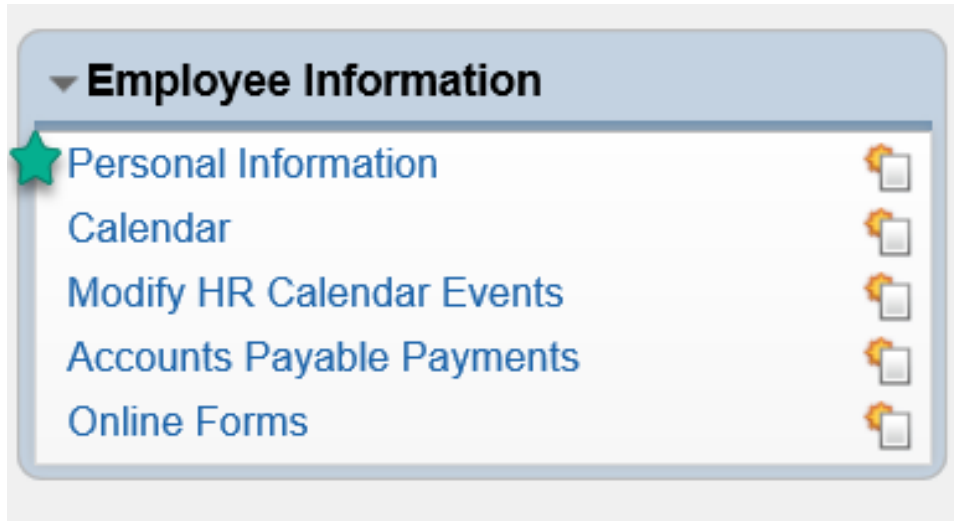 Employee Information
Personal Information
Calendar
Modify HR Calendar Events
Accounts Payable Payments
Online Forms